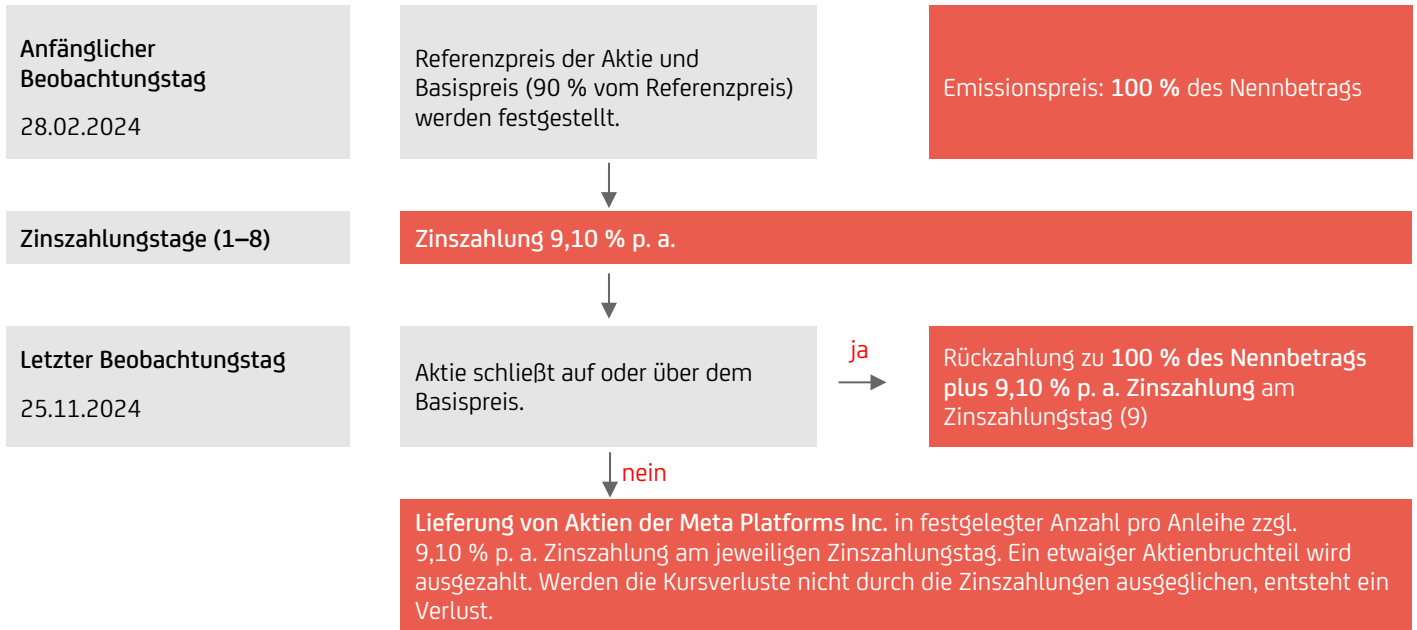 Anfänglicher
Beobachtungstag
28.02.2024
Referenzpreis der Aktie und
Basispreis (90 % vom Referenzpreis)
werden festgestellt.
Emissionspreis: 100 % des Nennbetrags
Zinszahlungstage (1–8)
Zinszahlung 9,10 % p. a.
Letzter Beobachtungstag
25.11.2024
Aktie schließt auf oder über dem
Basispreis.
ja
Rückzahlung zu 100 % des Nennbetrags
plus 9,10 % p. a. Zinszahlung am
Zinszahlungstag (9)
nein
Lieferung von Aktien der Meta Platforms Inc. in festgelegter Anzahl pro Anleihe zzgl.
9,10 % p. a. Zinszahlung am jeweiligen Zinszahlungstag. Ein etwaiger Aktienbruchteil wird
ausgezahlt. Werden die Kursverluste nicht durch die Zinszahlungen ausgeglichen, entsteht ein
Verlust.